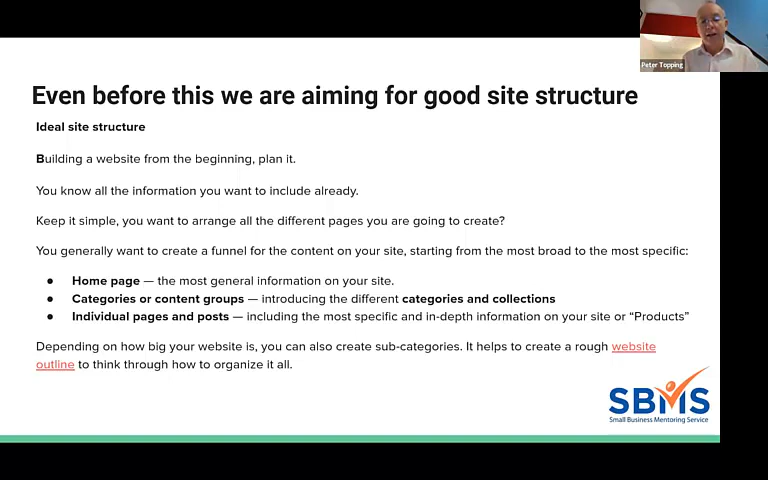 Peter Topping
Even before this we are aiming for good site structure
Ideal site structure
Building a website from the beginning, plan it.
You know all the information you want to include already.
Keep it simple, you want to arrange all the different pages you are going to create?
You generally want to create a funnel for the content on your site, starting from the most broad to the most specific:
● Home page — the most general information on your site.
● Categories or content groups — introducing the different categories and collections
● Individual pages and posts — including the most specific and in-depth information on your site or “Products”
Depending on how big your website is, you can also create sub-categories. It helps to create a rough website
outline to think through how to organize it all.
SBMS
Small Business Mentoring Service